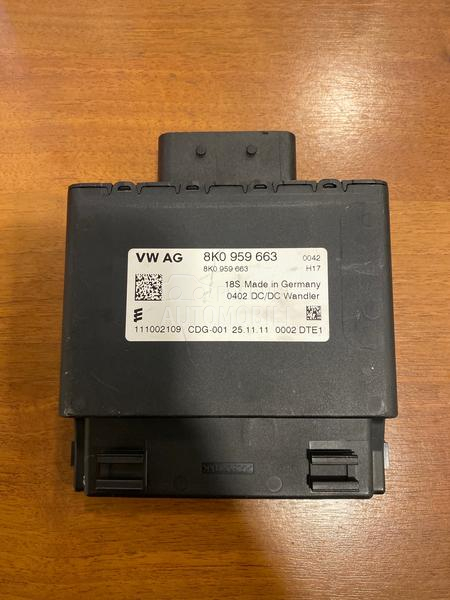 VW AG 8K0 959 663 0042
8K0 959 663 H17
18S Made in Germany
0402 DC/DC Wandler
AUTOMOBILE
111002109 CDG-001 25.11.11 0002 DTE1